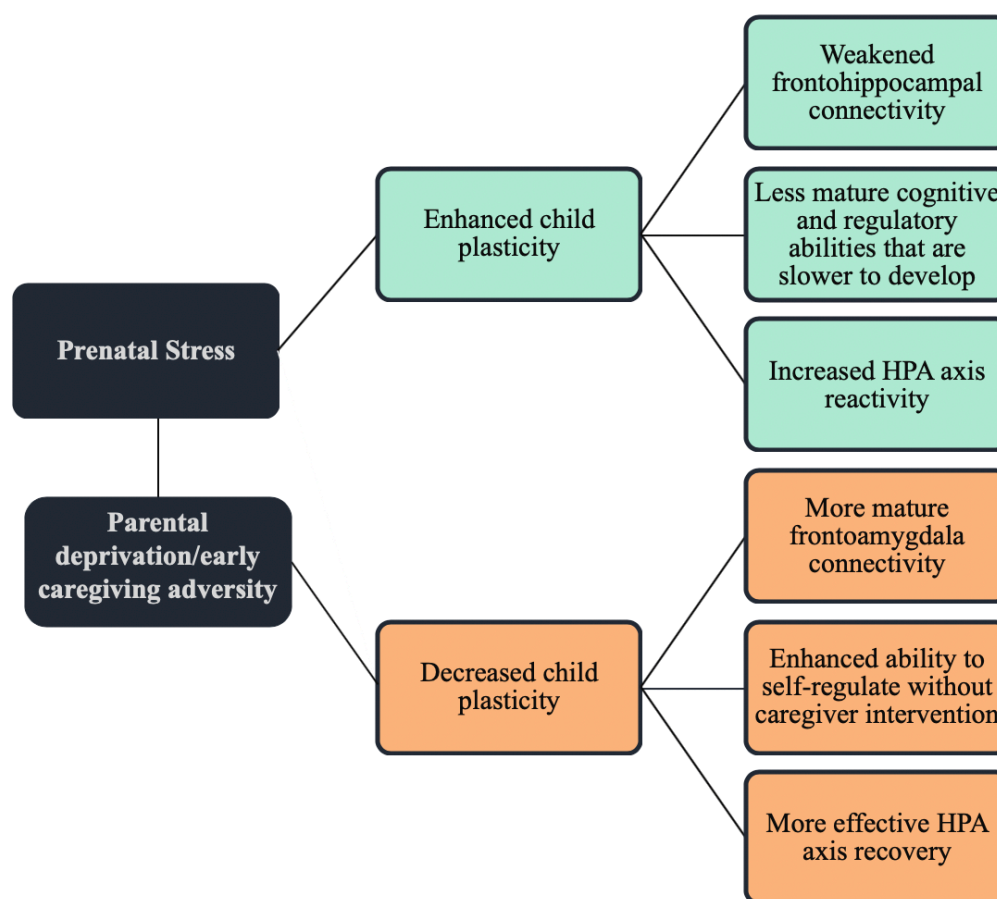 Weakened
frontohippocampal
connectivity
Enhanced child
plasticity
Less mature cognitive
and regulatory
abilities that are
slower to develop
Prenatal Stress
Increased HPA axis
reactivity
Parental
deprivation/early
caregiving adversity
More mature
frontoamygdala
connectivity
Decreased child
plasticity
Enhanced ability to
self-regulate without
caregiver intervention
More effective HPA
axis recovery